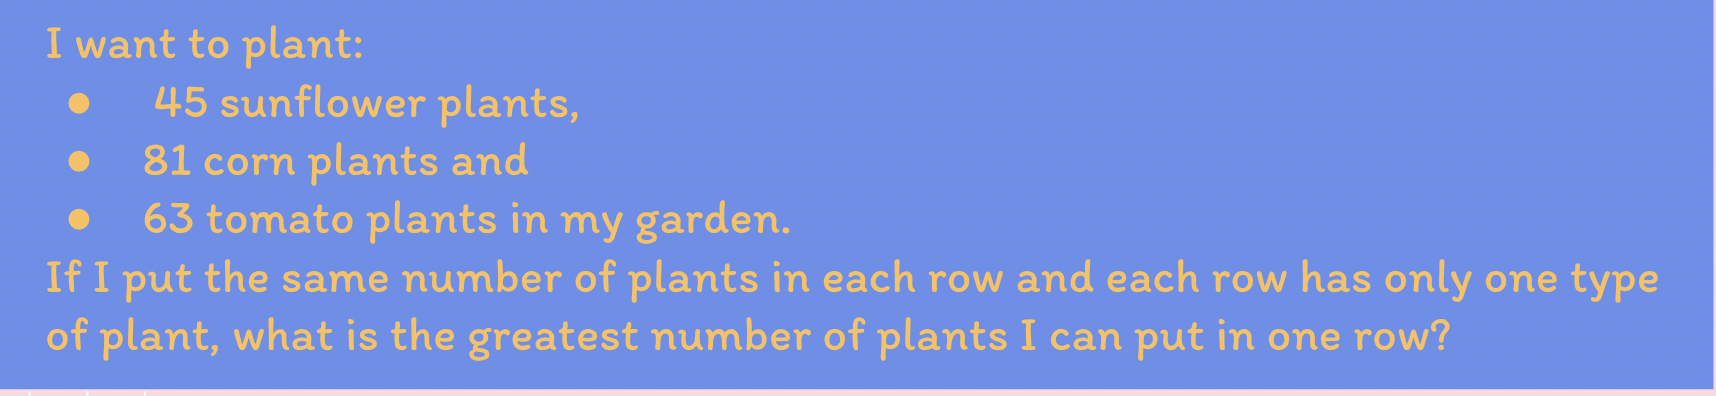 I want to plant:
● 45 sunflower plants,
● 81 corn plants and
● 63 tomato plants in my garden.
If I put the same number of plants in each row and each row has only one type
of plant, what is the greatest number of plants I can put in one row?